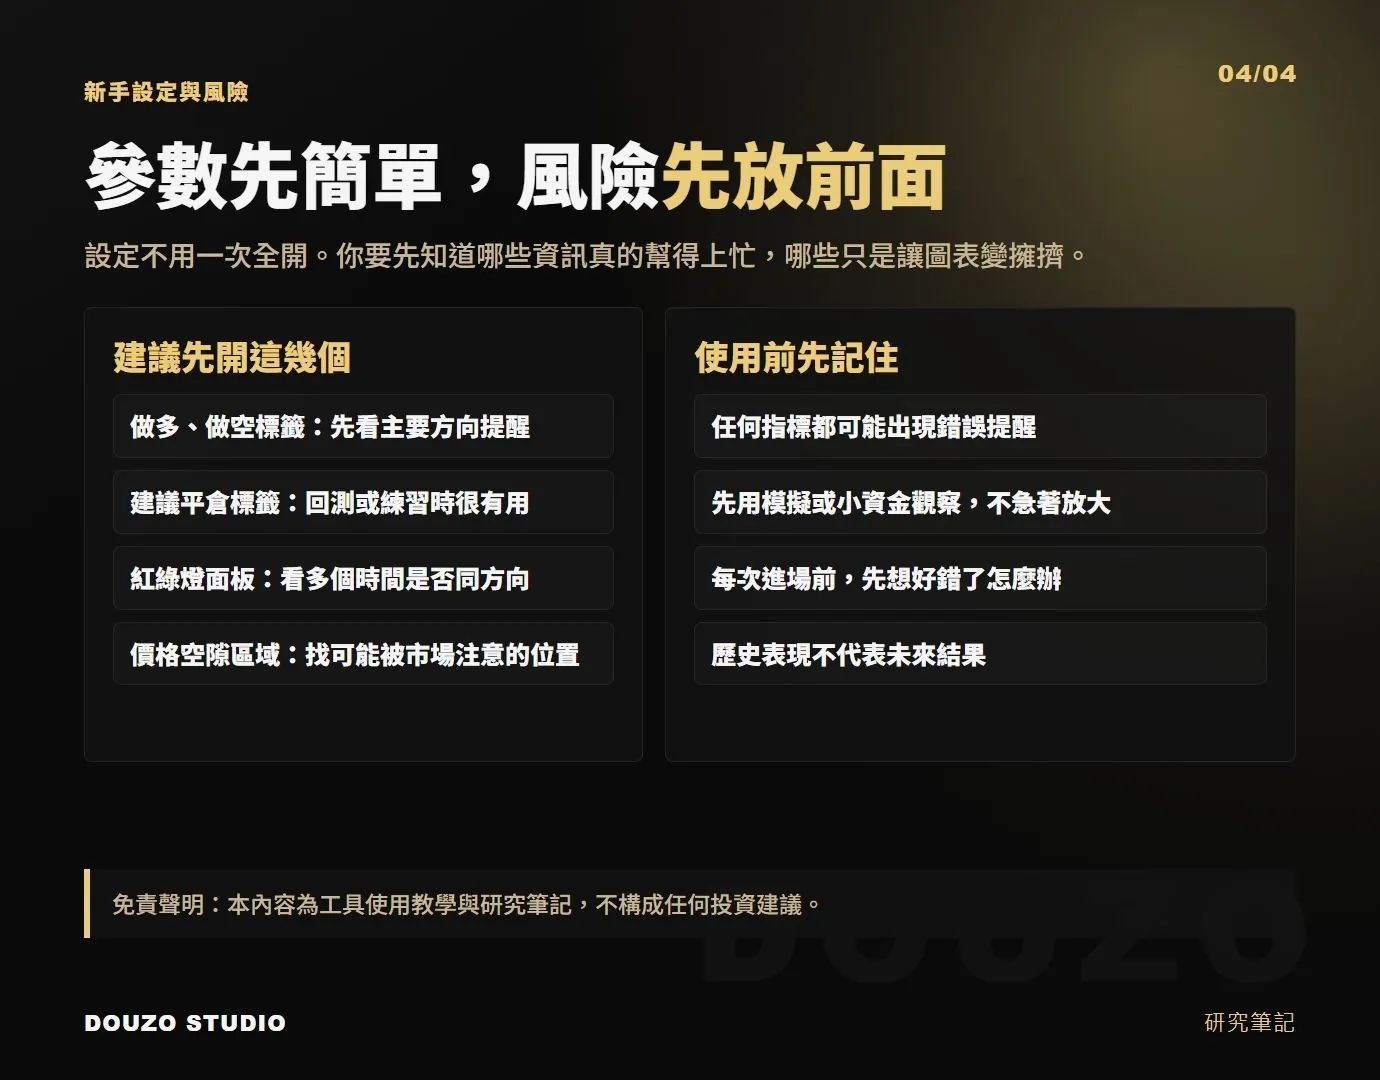 新手設定與風險
04/04
參數先簡單，風險先放前面
設定不用一次全開。你要先知道哪些資訊真的幫得上忙，哪些只是讓圖表變擁擠。
建議先開這幾個
做多、做空標籤：先看主要方向提醒
建議平倉標籤：回測或練習時很有用
紅綠燈面板：看多個時間是否同方向
價格空隙區域：找可能被市場注意的位置
使用前先記住
任何指標都可能出現錯誤提醒
先用模擬或小資金觀察，不急著放大
每次進場前，先想好錯了怎麼辦
歷史表現不代表未來結果
免責聲明：本內容為工具使用教學與研究筆記，不構成任何投資建議。
DOUZO
DOUZO STUDIO
研究筆記